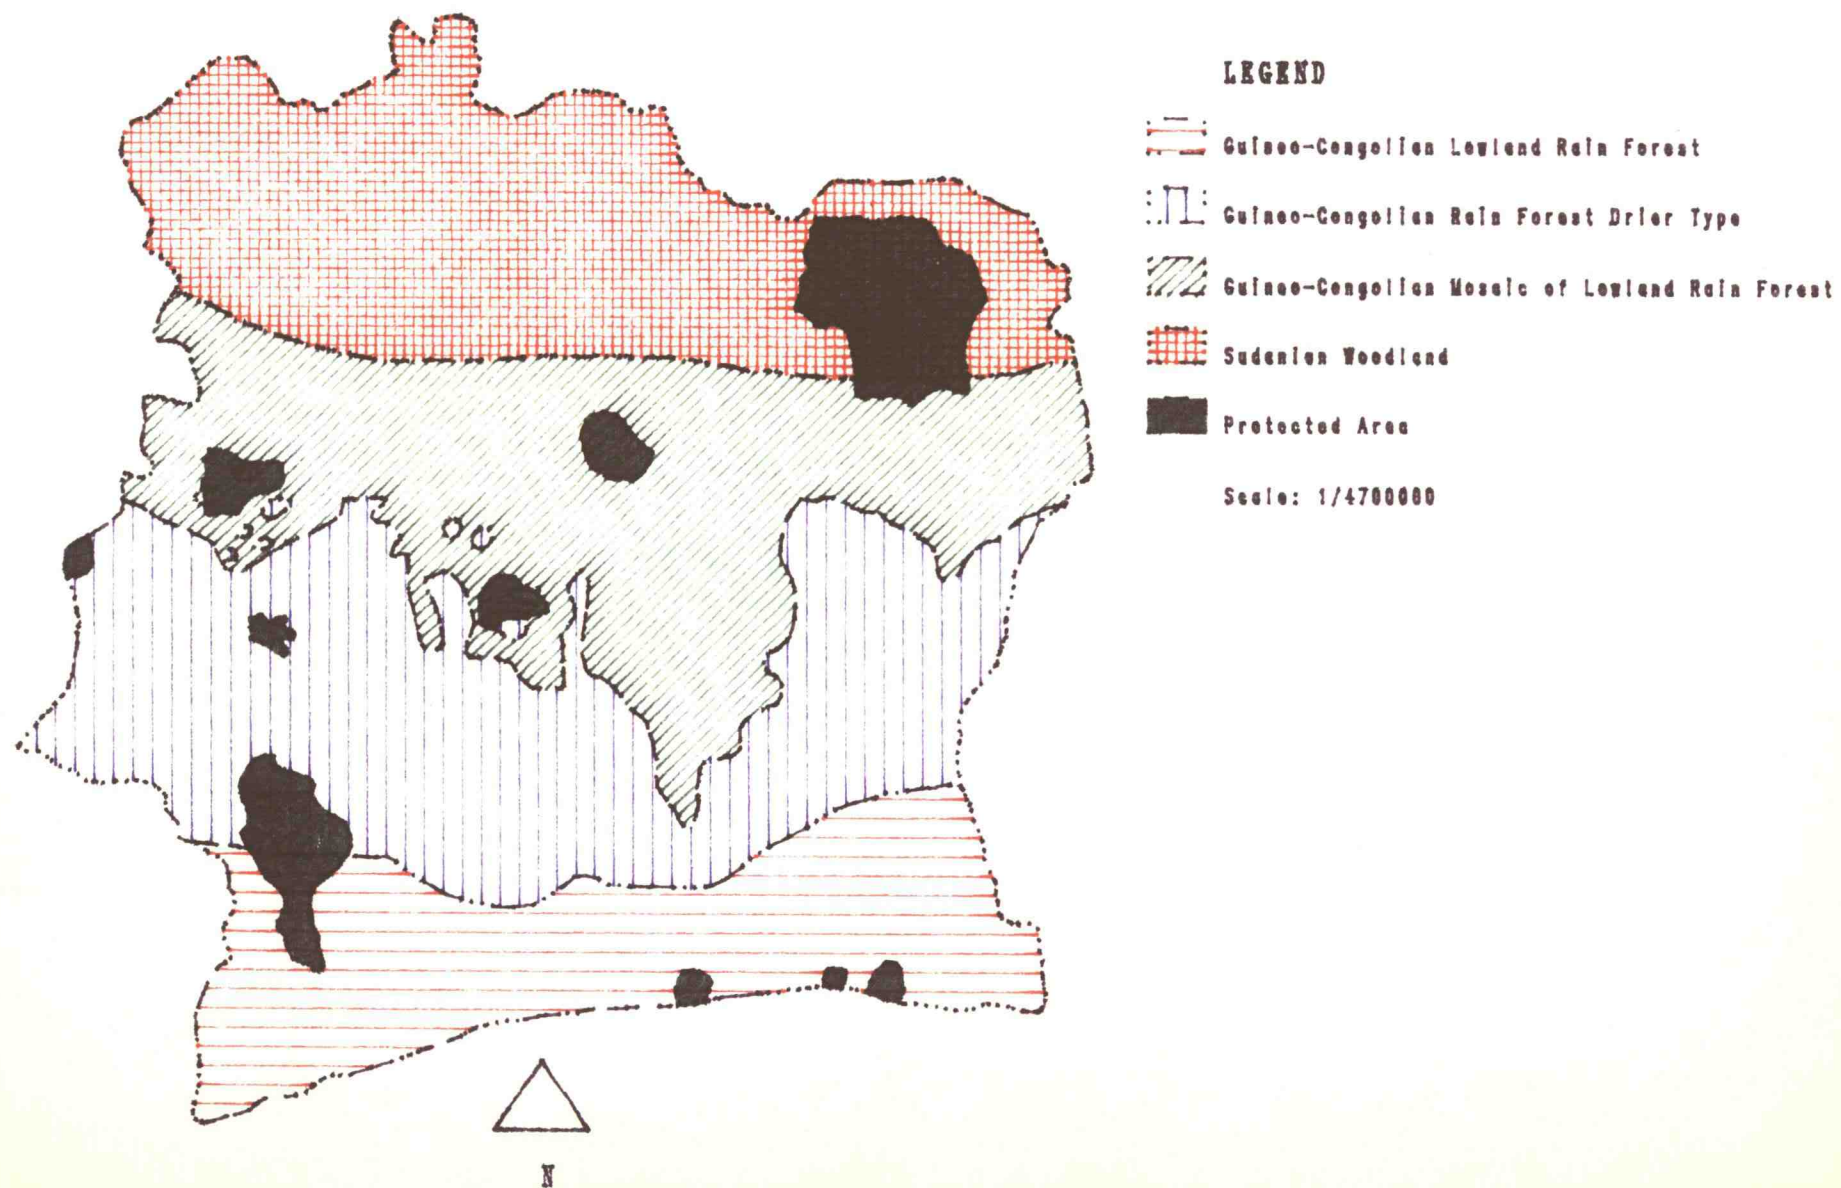 LEGEND
Guineo-Congolian Lowland Rain Forest
Guineo-Congolian Rain Forest Drier Type
Guineo-Congolian Mosaic of Lowland Rain Forest
Sudanian Woodland
Protected Area
Scale: 1/4700000
N